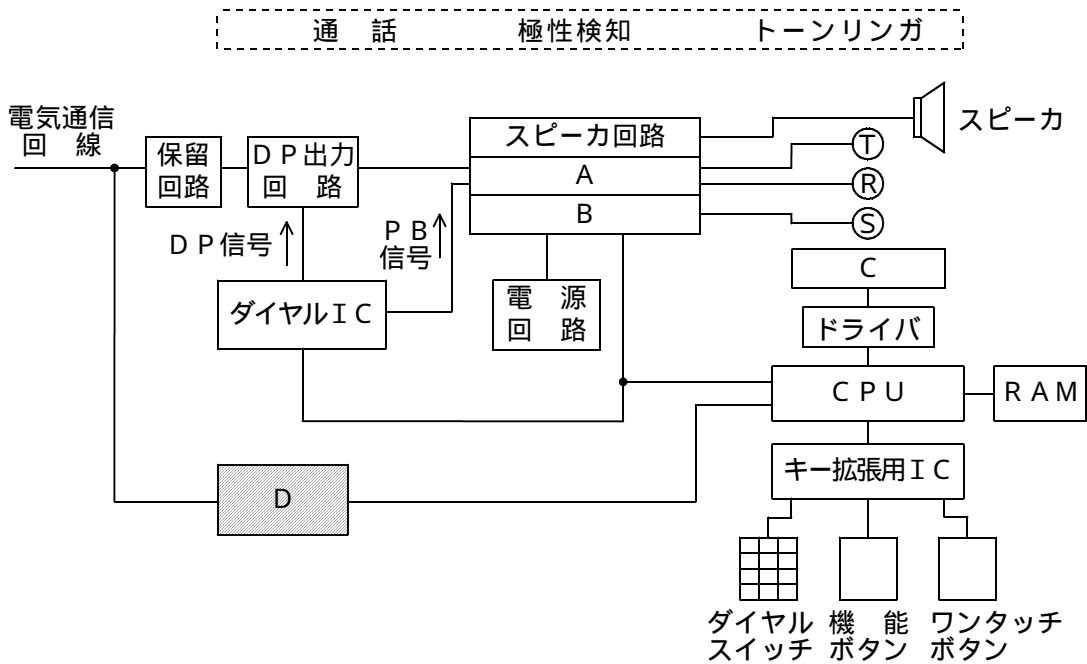 通 話 極性検知 トーンリンガ
電気通信
回 線
保留
回路
DP出力
回 路
スピーカ回路
A
B
スピーカ
T
R
S
DP信号
PB
信号
ダイヤルIC
電 源
回 路
C
ドライバ
CPU
RAM
キー拡張用IC
D
ダイヤル
スイッチ
機 能
ボタン
ワンタッチ
ボタン